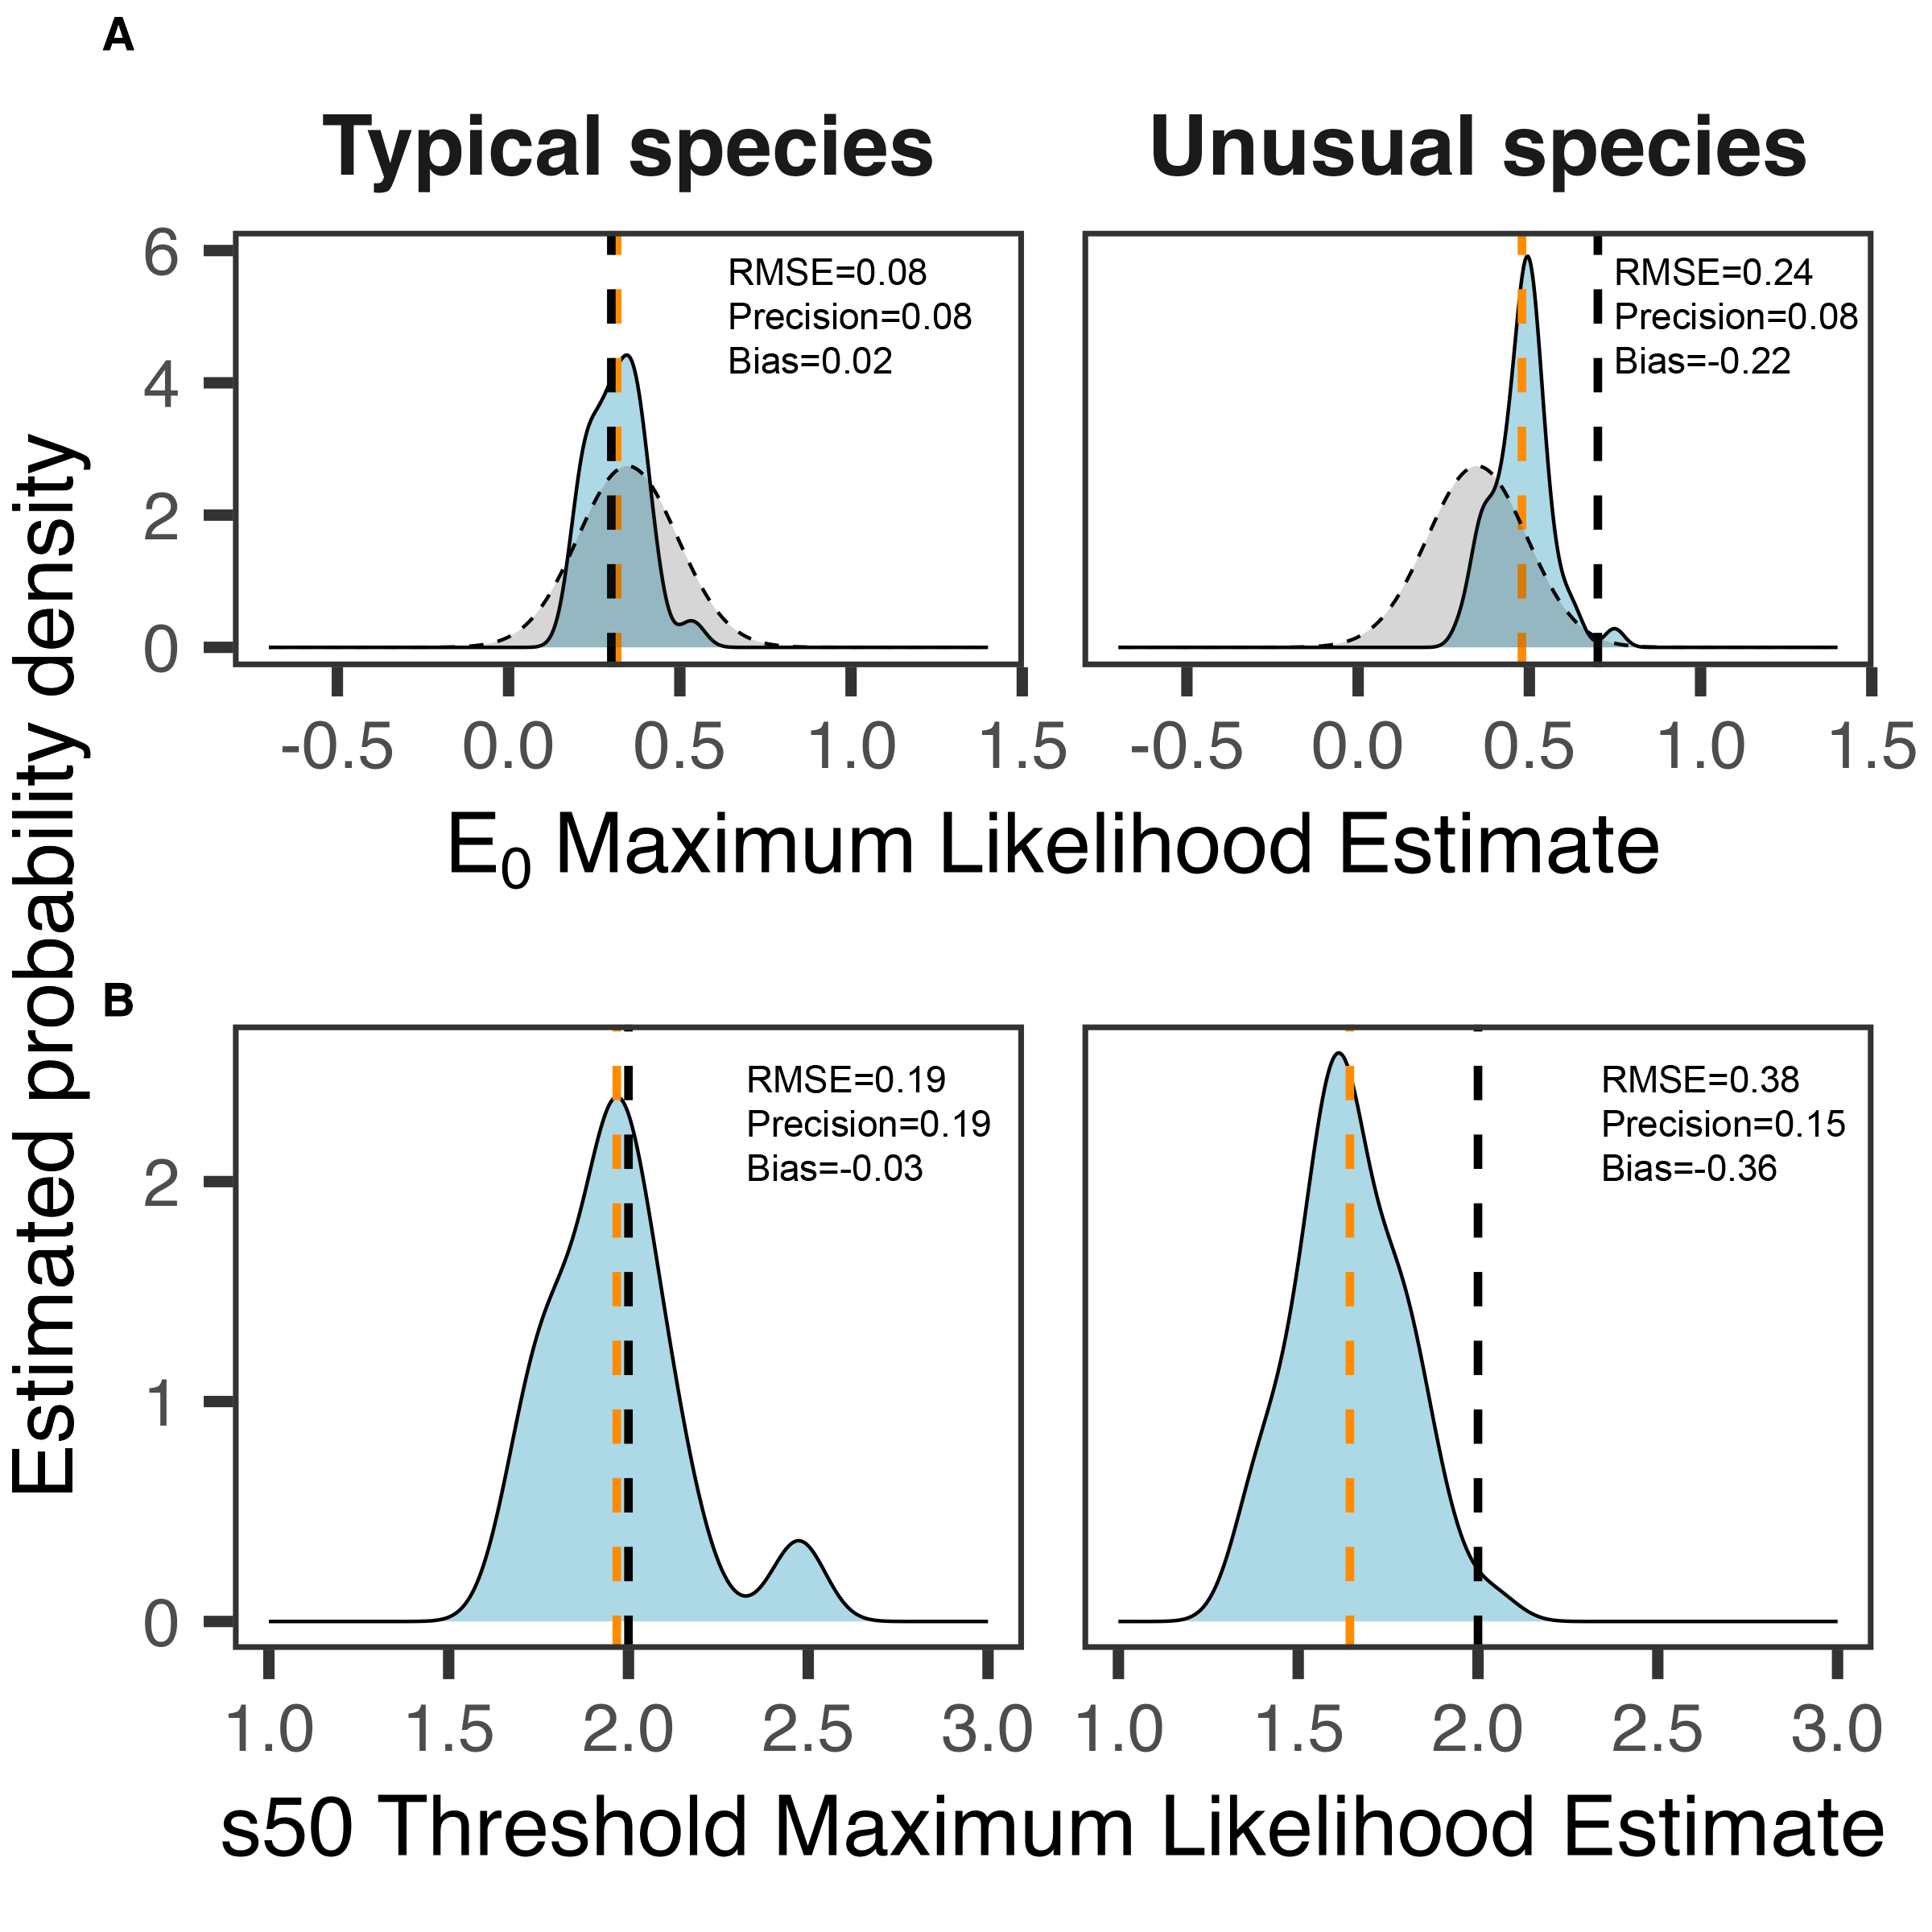 A
Typical species
Unusual species
Estimated probability density
6
4
2
0
RMSE=0.08
Precision=0.08
Bias=0.02
RMSE=0.24
Precision=0.08
Bias=-0.22
-0.5 0.0 0.5 1.0 1.5
-0.5 0.0 0.5 1.0 1.5
E0 Maximum Likelihood Estimate
B
2
1
0
RMSE=0.19
Precision=0.19
Bias=-0.03
RMSE=0.38
Precision=0.15
Bias=-0.36
1.0 1.5 2.0 2.5 3.0
1.0 1.5 2.0 2.5 3.0
s50 Threshold Maximum Likelihood Estimate